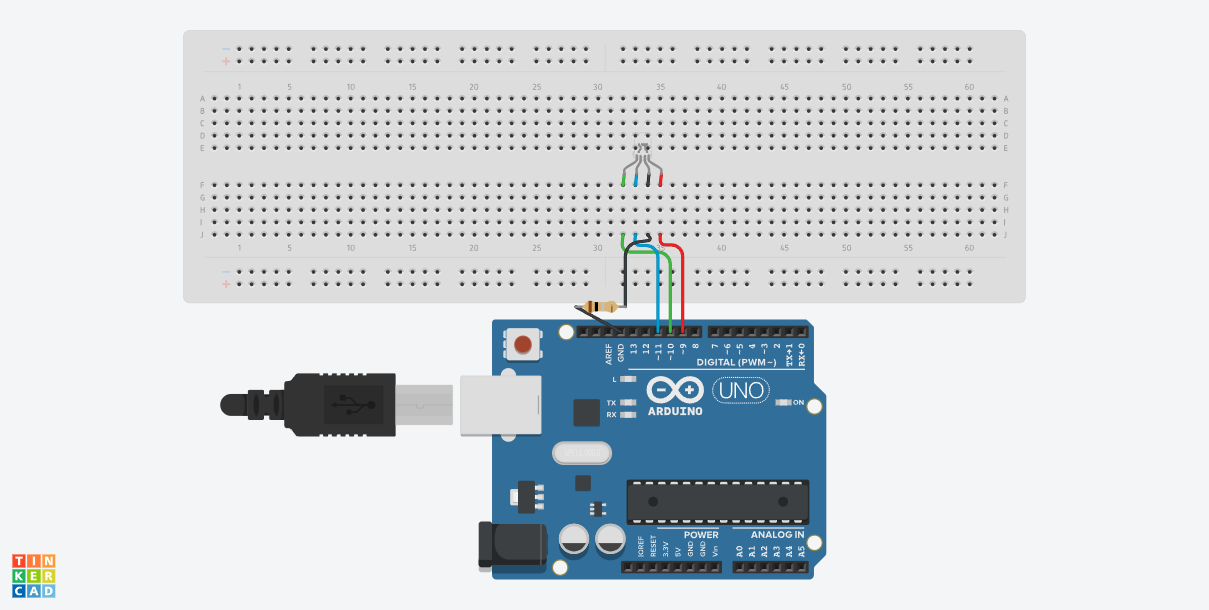 - -
+ +
1 5 10 15 20 25 30 35 40 45 50 55 60
A A
B B
C C
D D
E E
F F
G G
H H
I I
J J
1 5 10 15 20 25 30 35 40 45 50 55 60
-
+
AREF GND 13 12 ~11 ~10 ~9 8 7 ~6 ~5 4 ~3 2 TX→1 RX←0
DIGITAL (PWM~)
L
TX
RX
ARDUINO
UNO
ON
POWER
ANALOG IN
IOREF RESET 3.3V 5V GND GND Vin A0 A1 A2 A3 A4 A5
TIN
KER
CAD